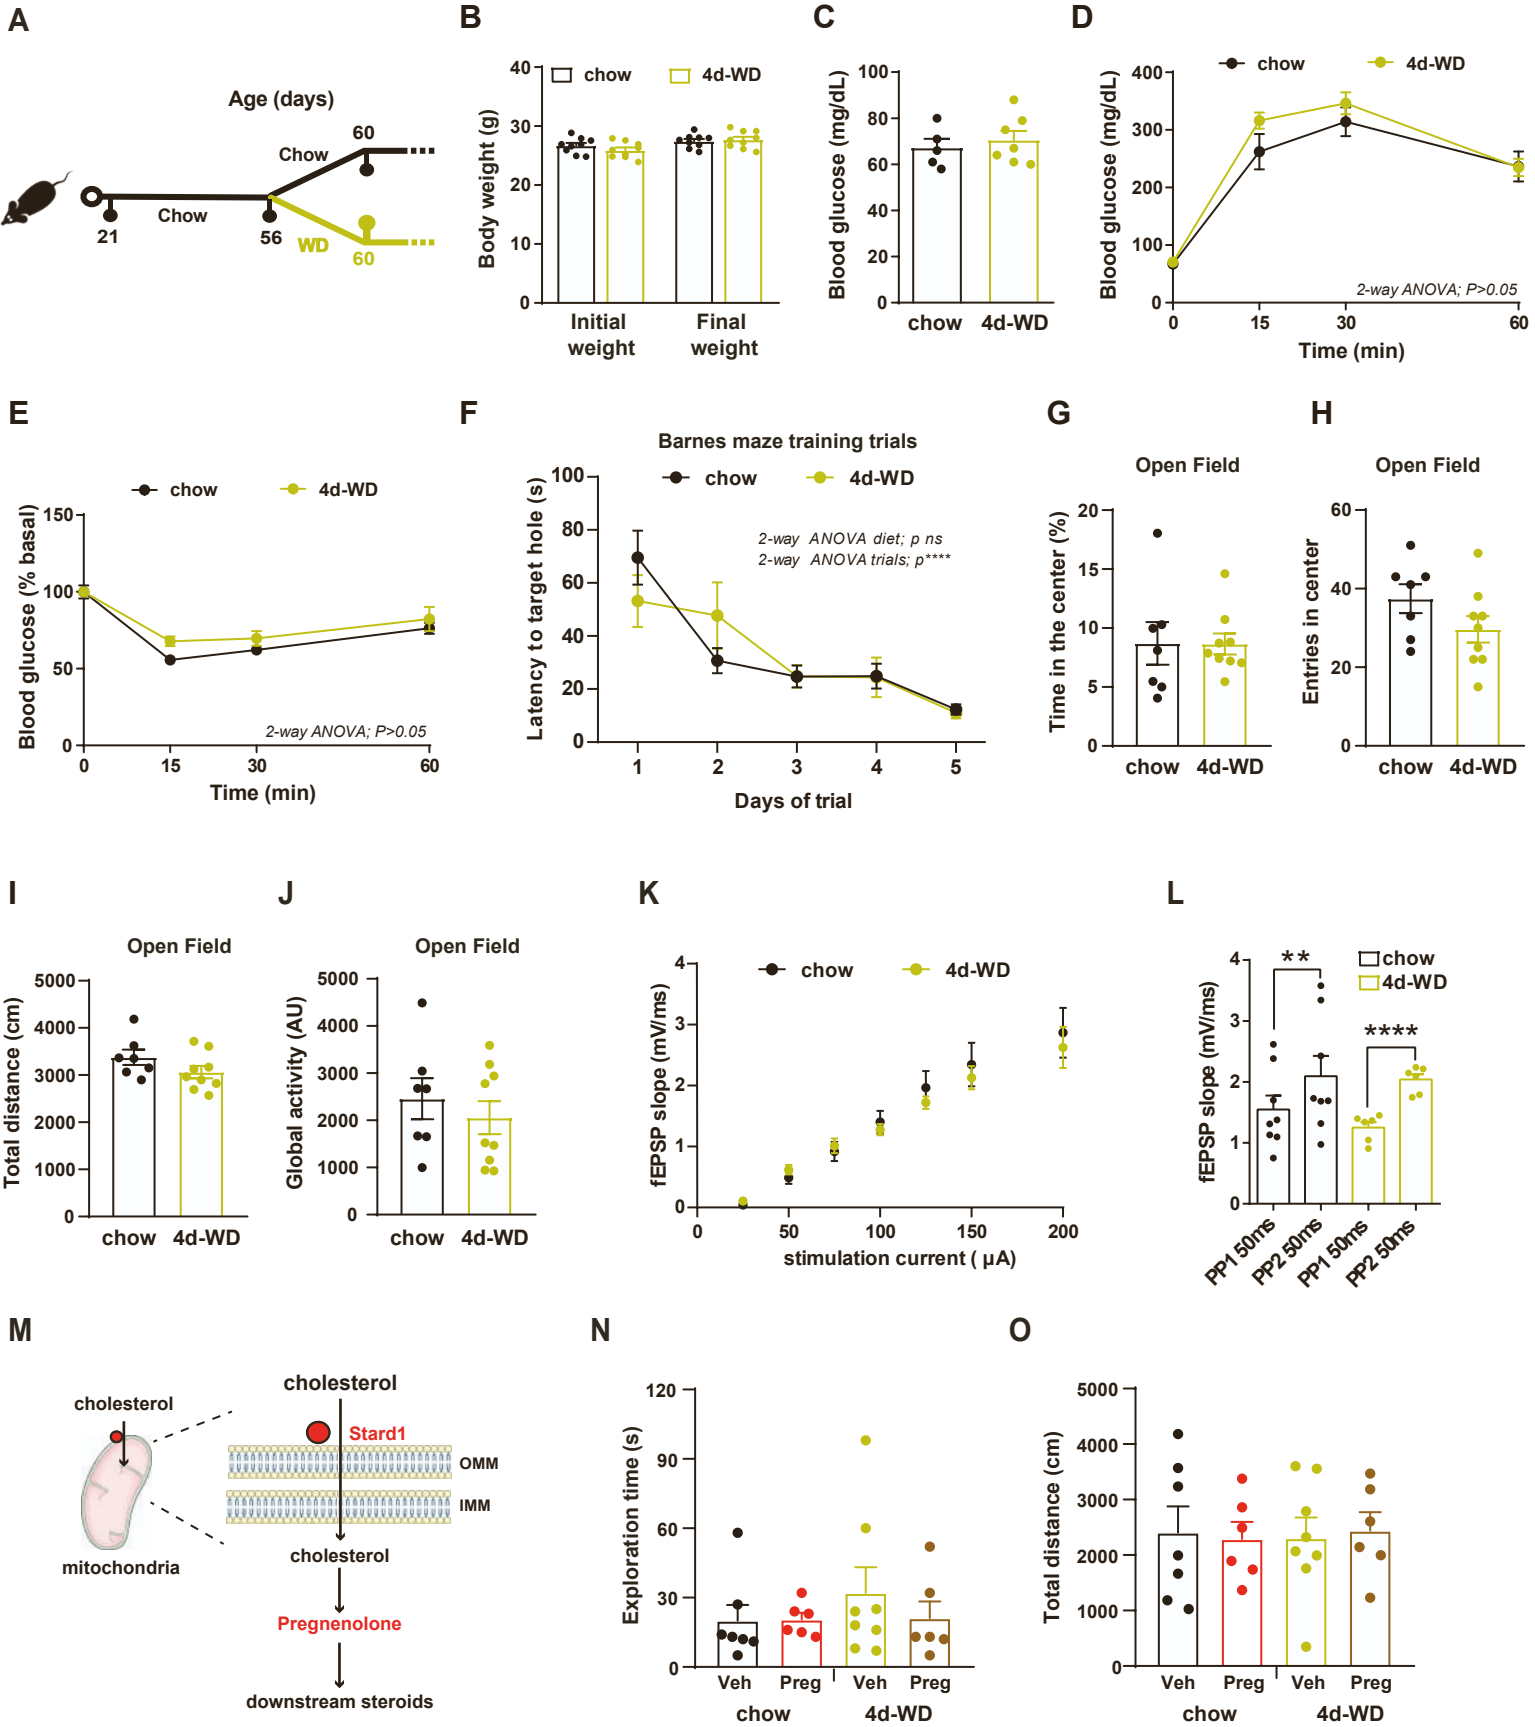 A
Age (days)
60
Chow
Chow
21
56
WD
60
B
chow
4d-WD
Body weight (g)
40
30
20
10
0
Initial weight
Final weight
C
Blood glucose (mg/dL)
100
80
60
40
20
0
chow
4d-WD
D
chow
4d-WD
Blood glucose (mg/dL)
400
300
200
100
0
2-way ANOVA; P>0.05
0
15
30
60
Time (min)
E
chow
4d-WD
Blood glucose (% basal)
150
100
50
0
2-way ANOVA; P>0.05
0
15
30
60
Time (min)
F
Barnes maze training trials
chow
4d-WD
Latency to target hole (s)
100
80
60
40
20
0
2-way ANOVA diet; p ns
2-way ANOVA trials; p****
1
2
3
4
5
Days of trial
G
Open Field
Time in the center (%)
20
15
10
5
0
chow
4d-WD
H
Open Field
Entries in center
60
40
20
0
chow
4d-WD
I
Open Field
Total distance (cm)
5000
4000
3000
2000
1000
0
chow
4d-WD
J
Open Field
Global activity (AU)
5000
4000
3000
2000
1000
0
chow
4d-WD
K
chow
4d-WD
fEPSP slope (mV/ms)
4
3
2
1
0
0
50
100
150
200
stimulation current ( µA)
L
chow
4d-WD
**
****
fEPSP slope (mV/ms)
4
3
2
1
0
PP1 50ms
PP2 50ms
PP1 50ms
PP2 50ms
M
cholesterol
mitochondria
cholesterol
Stard1
OMM
IMM
cholesterol
Pregnenolone
downstream steroids
N
Exploration time (s)
120
90
60
30
0
Veh
Preg
Veh
Preg
chow
4d-WD
O
Total distance (cm)
5000
4000
3000
2000
1000
0
Veh
Preg
Veh
Preg
chow
4d-WD